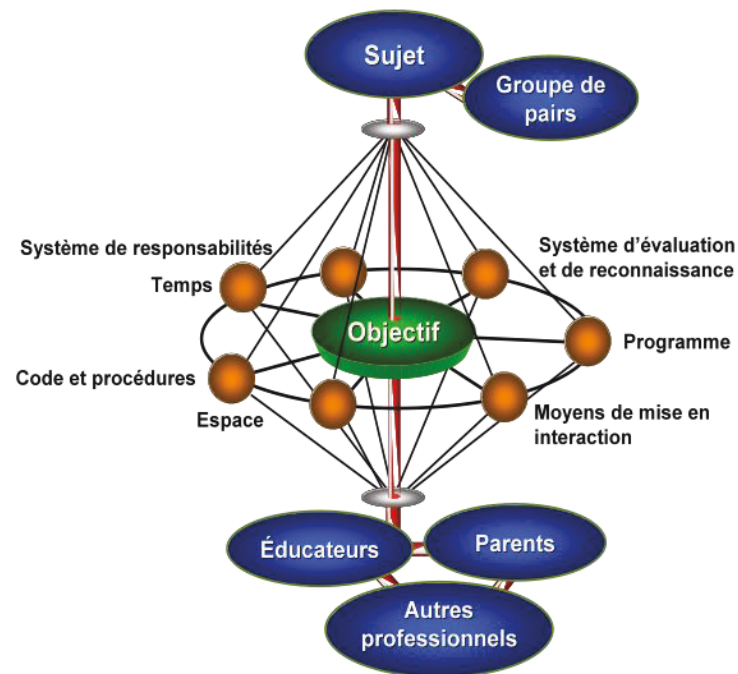 Sujet
Groupe de
pairs
Système de responsabilités
Système d'évaluation
et de reconnaissance
Temps
Objectif
Programme
Code et procédures
Espace
Moyens de mise en
interaction
Éducateurs
Parents
Autres
professionnels